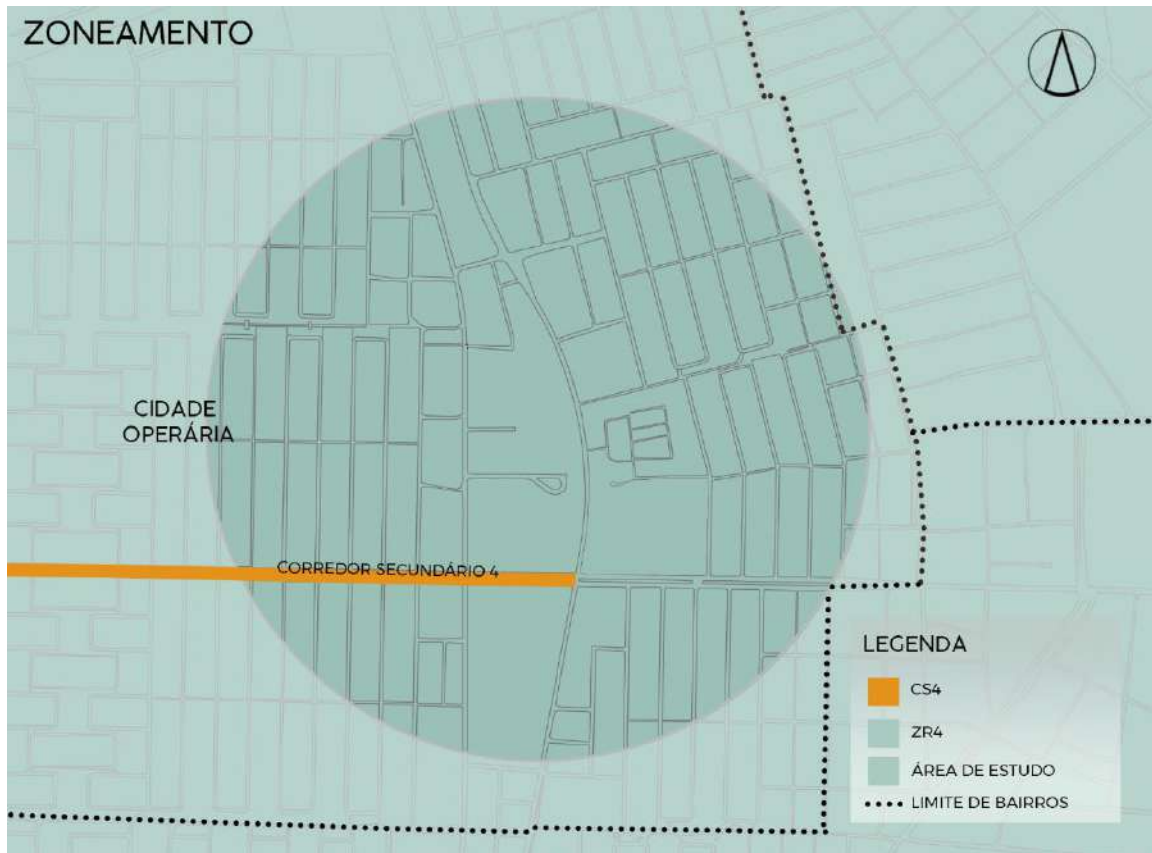 ZONEAMENTO
CIDADE
OPERÁRIA
CORREDOR SECUNDÁRIO 4
LEGENDA
CS4
ZR4
ÁREA DE ESTUDO
LIMITE DE BAIRROS